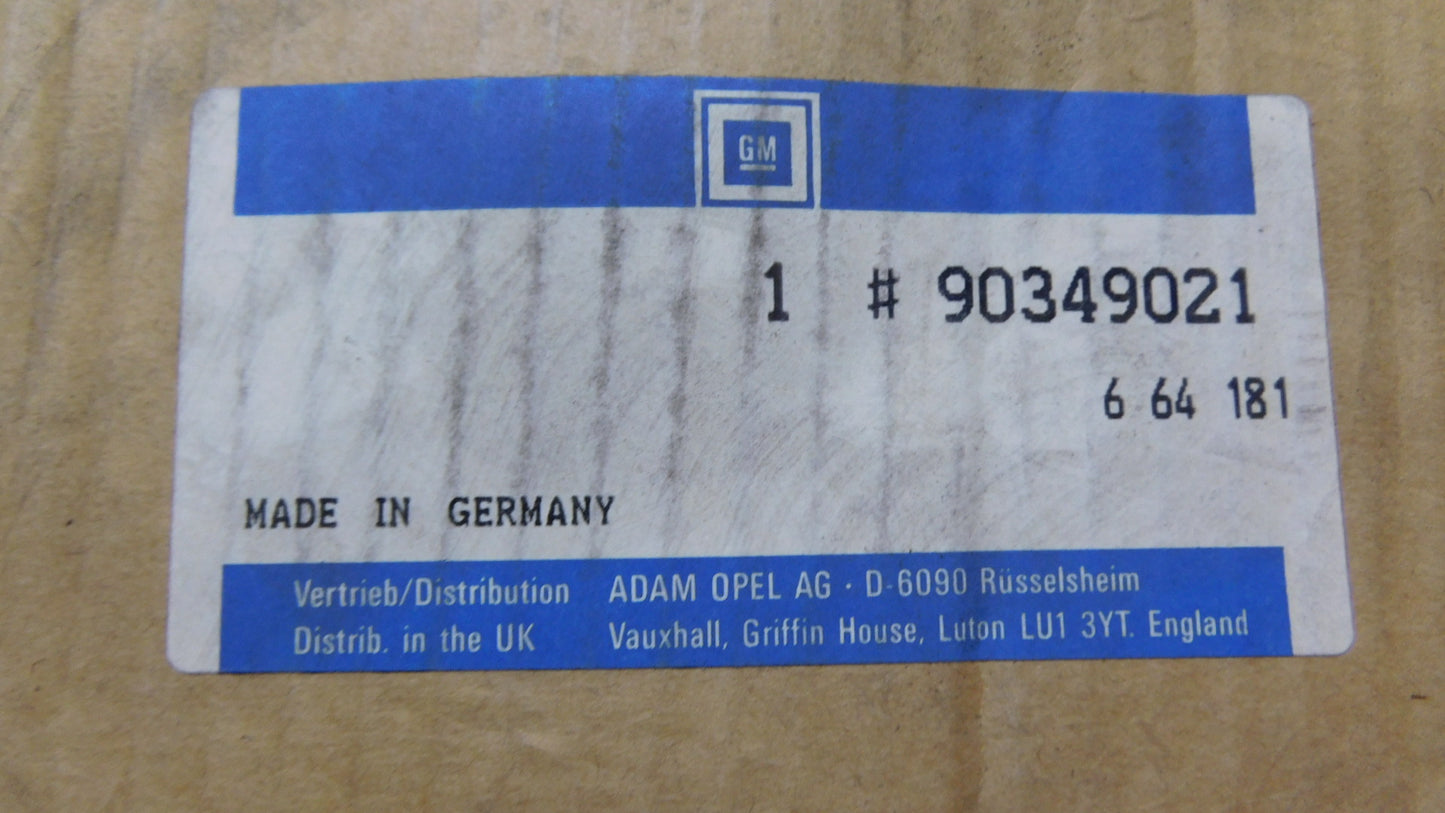 GM
1 # 90349021
6 64 181
MADE IN GERMANY
Vertrieb/Distribution ADAM OPEL AG · D-6090 Rüsselsheim
Distrib. in the UK Vauxhall, Griffin House, Luton LU1 3YT. England